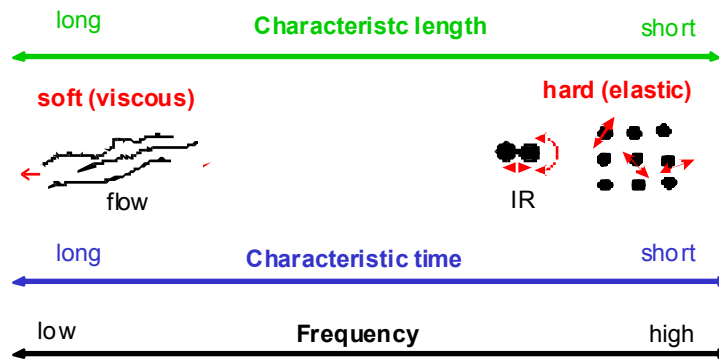 long Characteristc length short
soft (viscous) hard (elastic)
flow IR
long Characteristic time short
low Frequency high